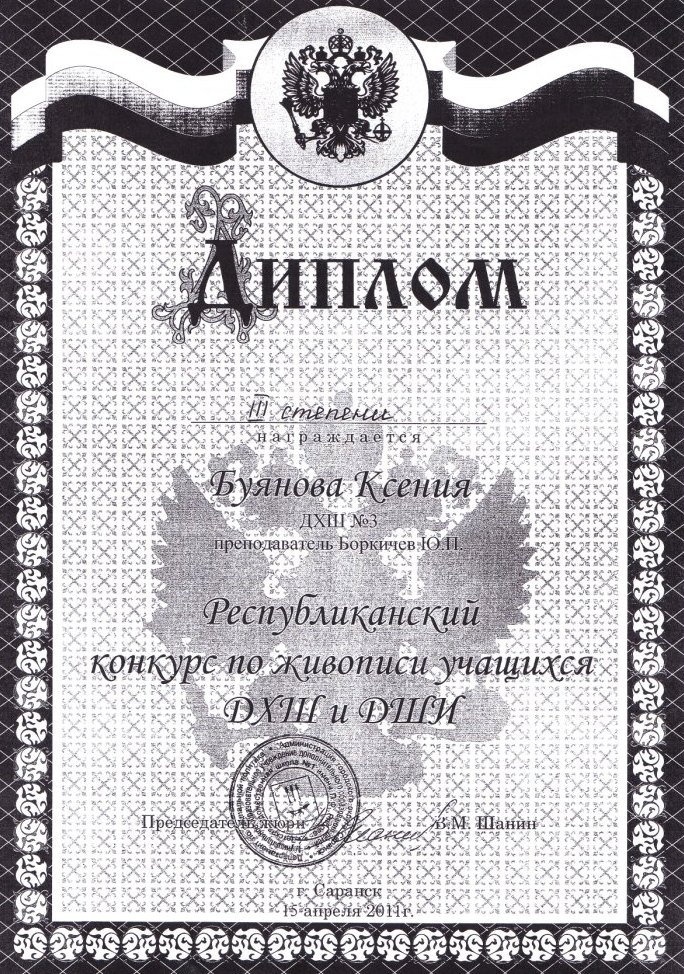 Диплом
III степени
награждается
Буянова Ксения
ДХШ №3
преподаватель Боркичев Ю.П.
Республиканский
конкурс по живописи учащихся
ДХШ и ДШИ
Председатель жюри В.М. Шанин
г. Саранск
15 апреля 2011г.